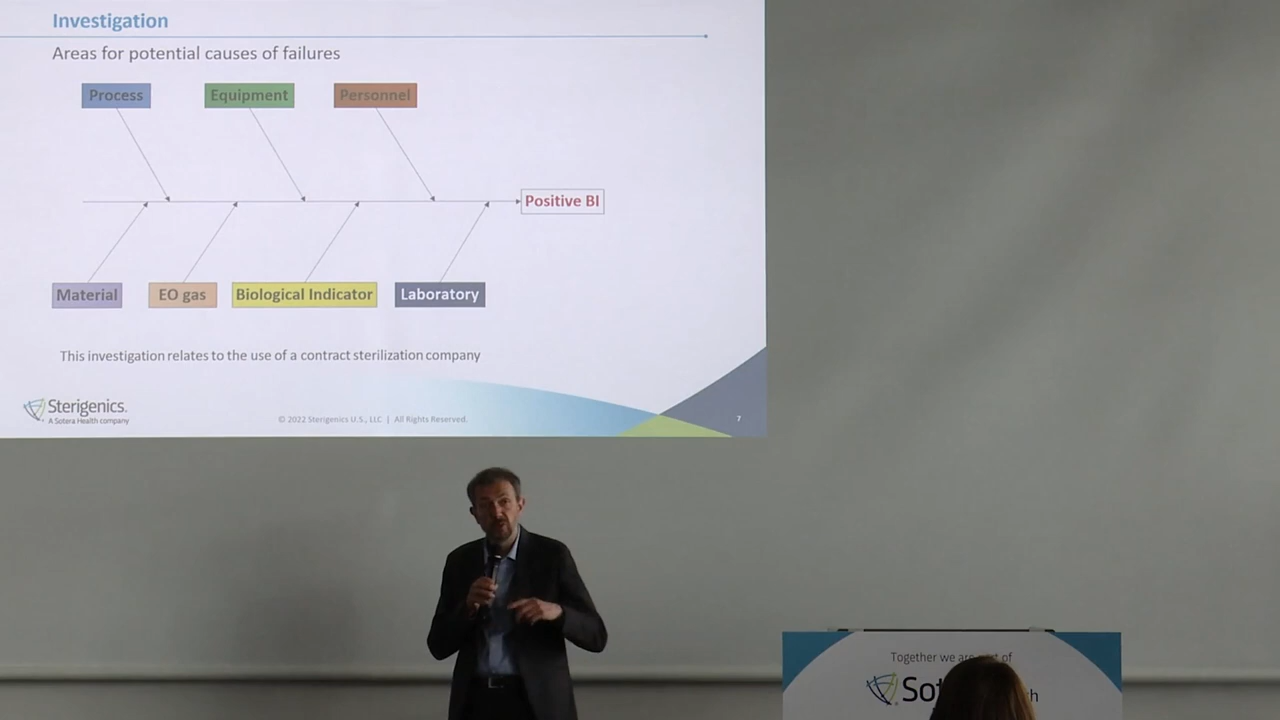 Investigation
Areas for potential causes of failures
Process Equipment Personnel
Positive BI
Material EO gas Biological Indicator Laboratory
This investigation relates to the use of a contract sterilization company
Sterigenics.
A Sotera Health company
© 2022 Sterigenics U.S., LLC | All Rights Reserved.
7
Together we are of